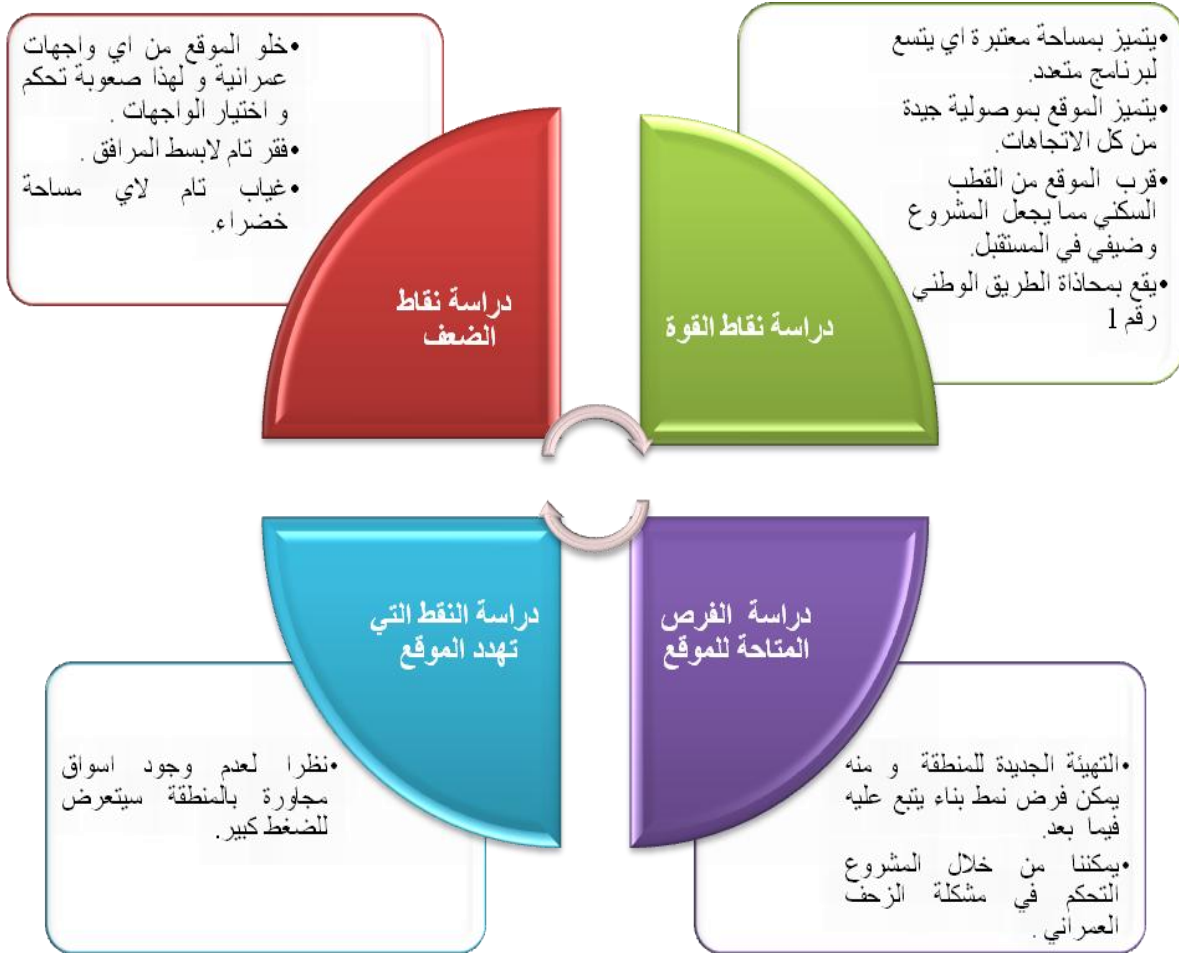 •يتميز بمساحة معتبرة اي يتسع
لبرنامج متعدد.
•يتميز الموقع بموصولية جيدة
من كل الاتجاهات.
•قرب الموقع من القطب
السكني مما يجعل المشروع
وضيفي في المستقبل.
•يقع بمحاذاة الطريق الوطني
رقم 1
دراسة نقاط القوة
•خلو الموقع من اي واجهات
عمرانية و لهذا صعوبة تحكم
و اختيار الواجهات .
•فقر تام لابسط المرافق .
•غياب تام لاي مساحة
خضراء.
دراسة نقاط
الضعف
دراسة الفرص
المتاحة للموقع
•التهيئة الجديدة للمنطقة و منه
يمكن فرض نمط بناء يتبع عليه
فيما بعد.
•يمكننا من خلال المشروع
التحكم في مشكلة الزحف
العمراني .
دراسة النقط التي
تهدد الموقع
•نظرا لعدم وجود اسواق
مجاورة بالمنطقة سيتعرض
للضغط كبير.